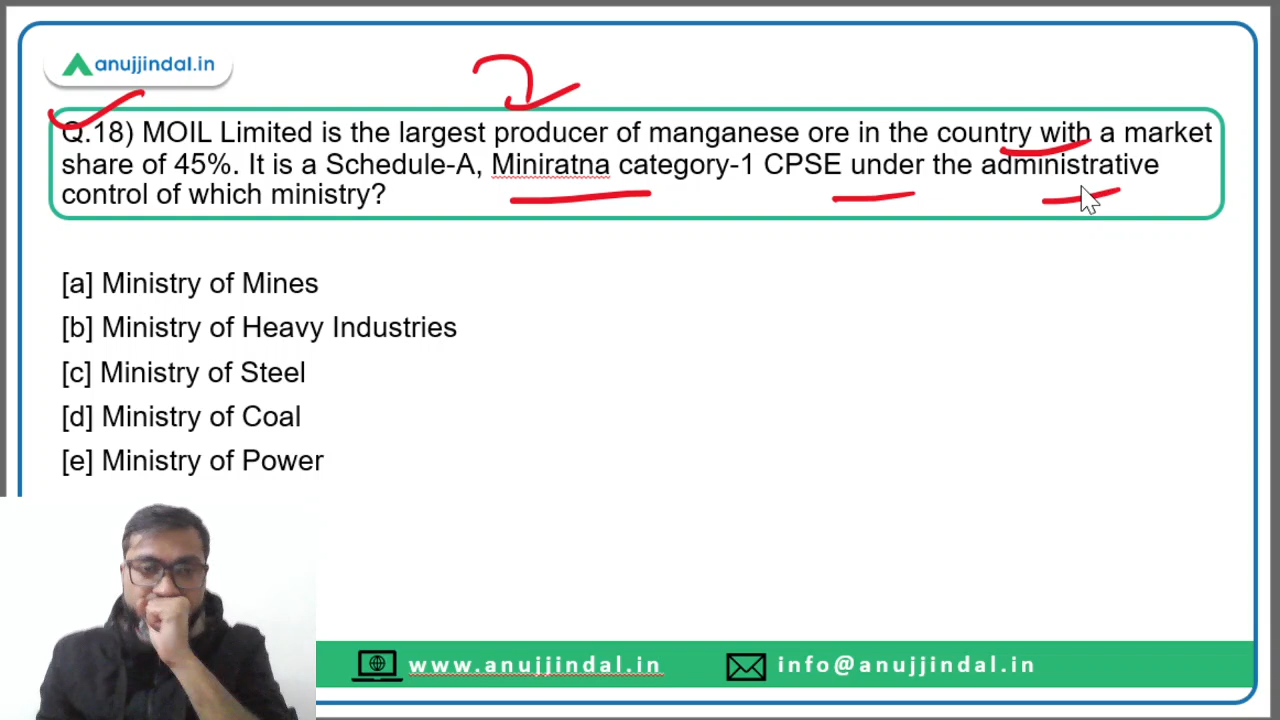 anujjindal.in
Q.18) MOIL Limited is the largest producer of manganese ore in the country with a market
share of 45%. It is a Schedule-A, Miniratna category-1 CPSE under the administrative
control of which ministry?
[a] Ministry of Mines
[b] Ministry of Heavy Industries
[c] Ministry of Steel
[d] Ministry of Coal
[e] Ministry of Power
www.anujjindal.in info@anujjindal.in